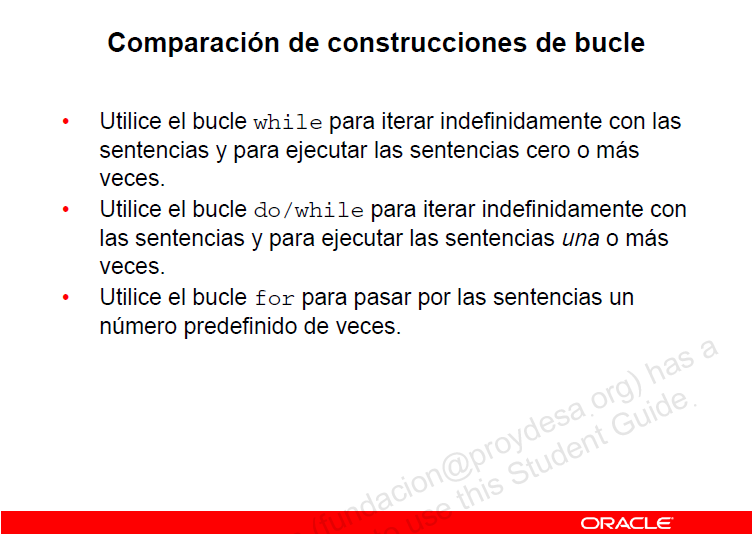 Comparación de construcciones de bucle
• Utilice el bucle while para iterar indefinidamente con las
sentencias y para ejecutar las sentencias cero o más
veces.
• Utilice el bucle do/while para iterar indefinidamente con
las sentencias y para ejecutar las sentencias una o más
veces.
• Utilice el bucle for para pasar por las sentencias un
número predefinido de veces.
(fundacion@proydesa.org) has a
to use this Student Guide.
ORACLE